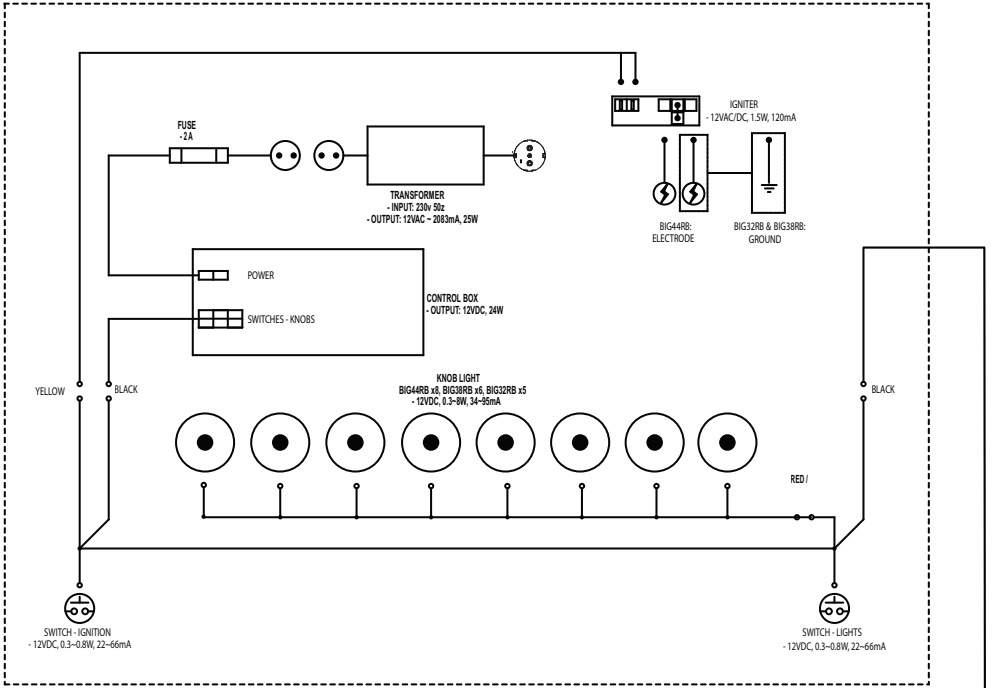 IGNITER
- 12VAC/DC, 1.5W, 120mA
FUSE
- 2 A
TRANSFORMER
- INPUT: 230v 50z
- OUTPUT: 12VAC ~ 2083mA, 25W
BIG44RB:
ELECTRODE
BIG32RB & BIG38RB:
GROUND
POWER
SWITCHES - KNOBS
CONTROL BOX
- OUTPUT: 12VDC, 24W
YELLOW
BLACK
KNOB LIGHT
BIG44RB x8, BIG38RB x6, BIG32RB x5
- 12VDC, 0.3~8W, 34~95mA
BLACK
RED /
SWITCH - IGNITION
- 12VDC, 0.3~0.8W, 22~66mA
SWITCH - LIGHTS
- 12VDC, 0.3~0.8W, 22~66mA